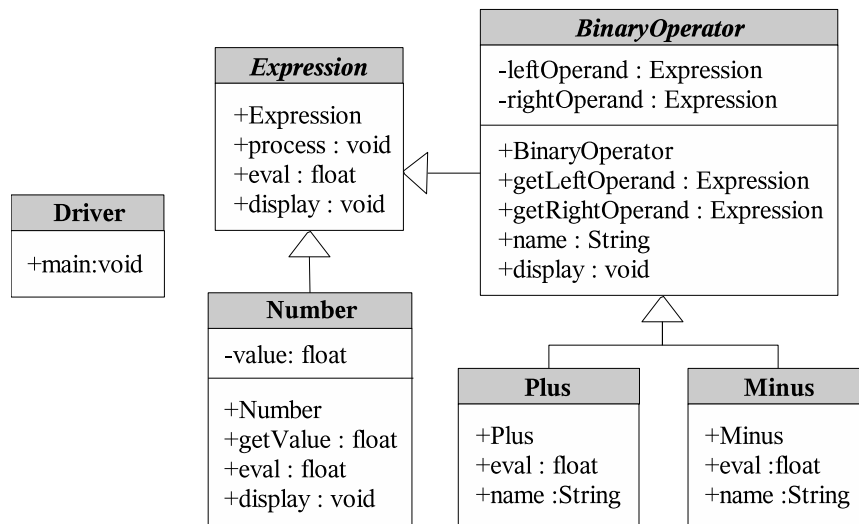 Expression
+Expression
+process : void
+eval : float
+display : void
BinaryOperator
-leftOperand : Expression
-rightOperand : Expression
+BinaryOperator
+getLeftOperand : Expression
+getRightOperand : Expression
+name : String
+display : void
Driver
+main:void
Number
-value: float
+Number
+getValue : float
+eval : float
+display : void
Plus
+Plus
+eval : float
+name :String
Minus
+Minus
+eval :float
+name :String